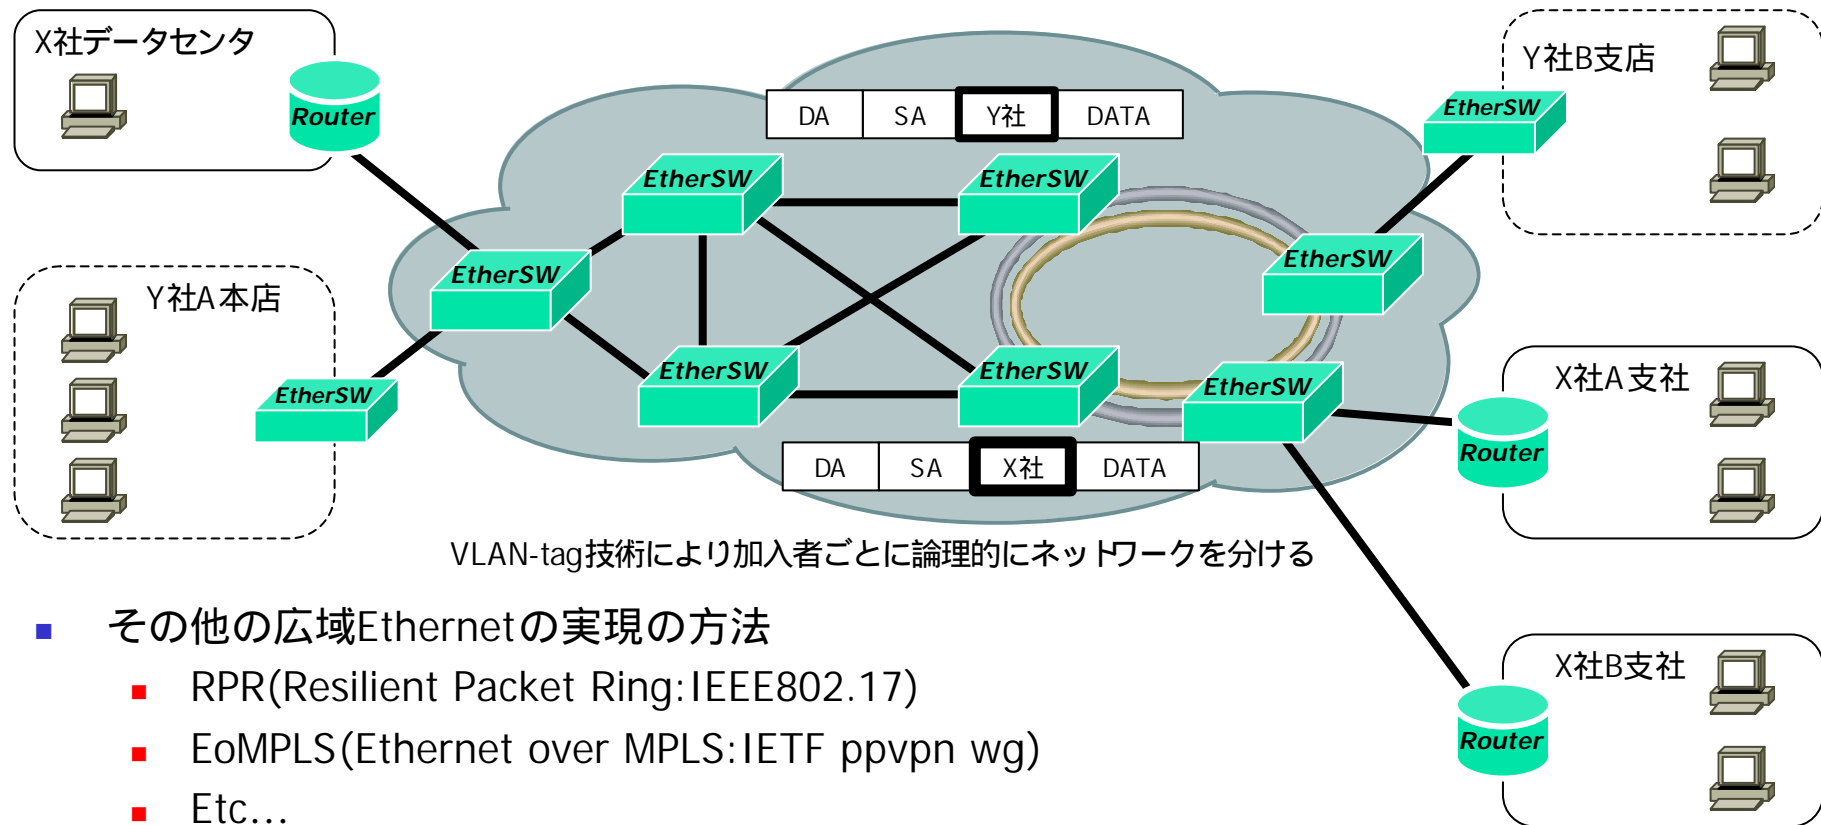 X社データセンタ
Router
Y社B支店
EtherSW
DA SA Y社 DATA
EtherSW
EtherSW
EtherSW
EtherSW
Y社A本店
EtherSW
EtherSW
EtherSW
EtherSW
EtherSW
X社A支社
Router
DA SA X社 DATA
VLAN-tag技術により加入者ごとに論理的にネットワークを分ける
その他の広域Ethernetの実現の方法
RPR(Resilient Packet Ring:IEEE802.17)
EoMPLS(Ethernet over MPLS:IETF ppvpn wg)
Etc...
X社B支社
Router